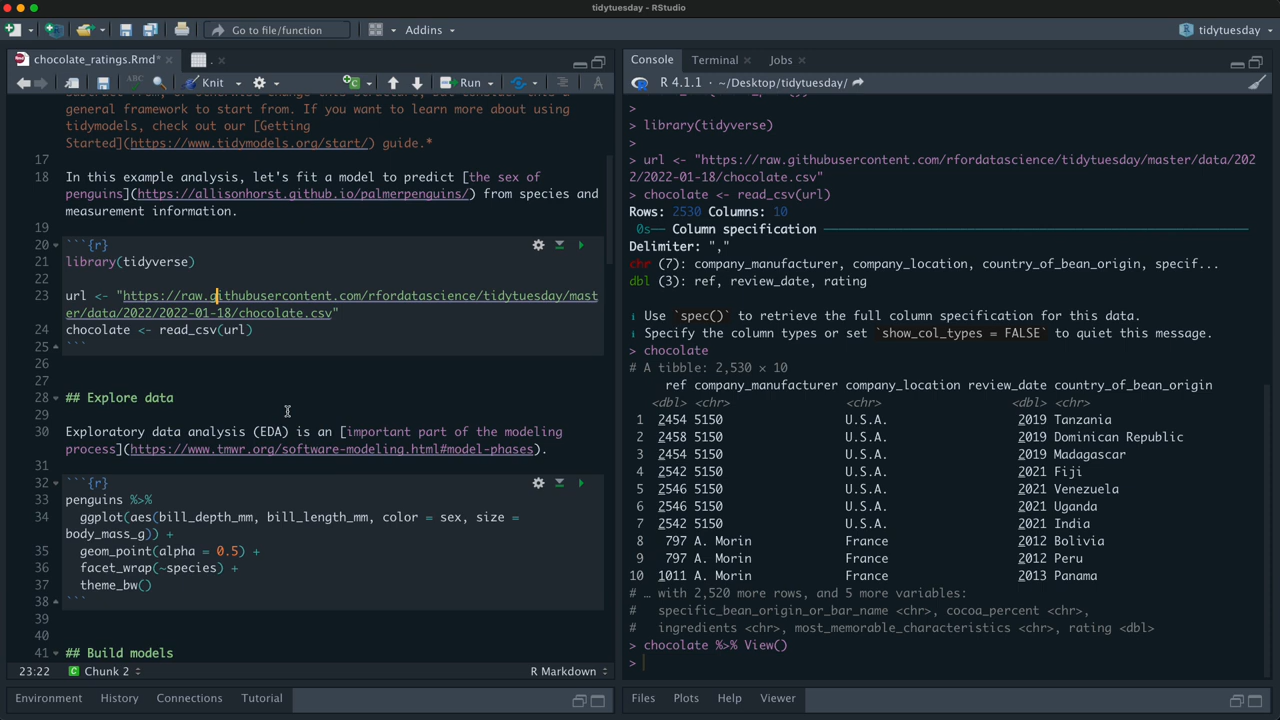 tidytuesday - RStudio
Go to file/function
Addins
tidytuesday
chocolate_ratings.Rmd*
.
Knit
Run
general framework to start from. If you want to learn more about using
tidymodels, check out our [Getting
Started](https://www.tidymodels.org/start/) guide.*
17
18 In this example analysis, let's fit a model to predict [the sex of
penguins](https://allisonhorst.github.io/palmerpenguins/) from species and
measurement information.
19
20 ```{r}
21 library(tidyverse)
22
23 url <- "https://raw.githubusercontent.com/rfordatascience/tidytuesday/mast
er/data/2022/2022-01-18/chocolate.csv"
24 chocolate <- read_csv(url)
25 ```
26
27
28 ## Explore data
29
30 Exploratory data analysis (EDA) is an [important part of the modeling
process](https://www.tmwr.org/software-modeling.html#model-phases).
31
32 ```{r}
33 penguins %>%
34 ggplot(aes(bill_depth_mm, bill_length_mm, color = sex, size =
body_mass_g)) +
35 geom_point(alpha = 0.5) +
36 facet_wrap(~species) +
37 theme_bw()
38 ```
39
40
41 ## Build models
23:22 Chunk 2 R Markdown
Environment History Connections Tutorial
Console Terminal Jobs
R 4.1.1 · ~/Desktop/tidytuesday/
>
> library(tidyverse)
>
> url <- "https://raw.githubusercontent.com/rfordatascience/tidytuesday/master/data/202
2/2022-01-18/chocolate.csv"
> chocolate <- read_csv(url)
Rows: 2530 Columns: 10
0s── Column specification
Delimiter: ","
chr (7): company_manufacturer, company_location, country_of_bean_origin, specif...
dbl (3): ref, review_date, rating
ℹ Use `spec()` to retrieve the full column specification for this data.
ℹ Specify the column types or set `show_col_types = FALSE` to quiet this message.
> chocolate
# A tibble: 2,530 × 10
ref company_manufacturer company_location review_date country_of_bean_origin
<dbl> <chr> <chr> <dbl> <chr>
1 2454 5150 U.S.A. 2019 Tanzania
2 2458 5150 U.S.A. 2019 Dominican Republic
3 2454 5150 U.S.A. 2019 Madagascar
4 2542 5150 U.S.A. 2021 Fiji
5 2546 5150 U.S.A. 2021 Venezuela
6 2546 5150 U.S.A. 2021 Uganda
7 2542 5150 U.S.A. 2021 India
8 797 A. Morin France 2012 Bolivia
9 797 A. Morin France 2012 Peru
10 1011 A. Morin France 2013 Panama
# … with 2,520 more rows, and 5 more variables:
# specific_bean_origin_or_bar_name <chr>, cocoa_percent <chr>,
# ingredients <chr>, most_memorable_characteristics <chr>, rating <dbl>
> chocolate %>% View()
>
Files Plots Help Viewer